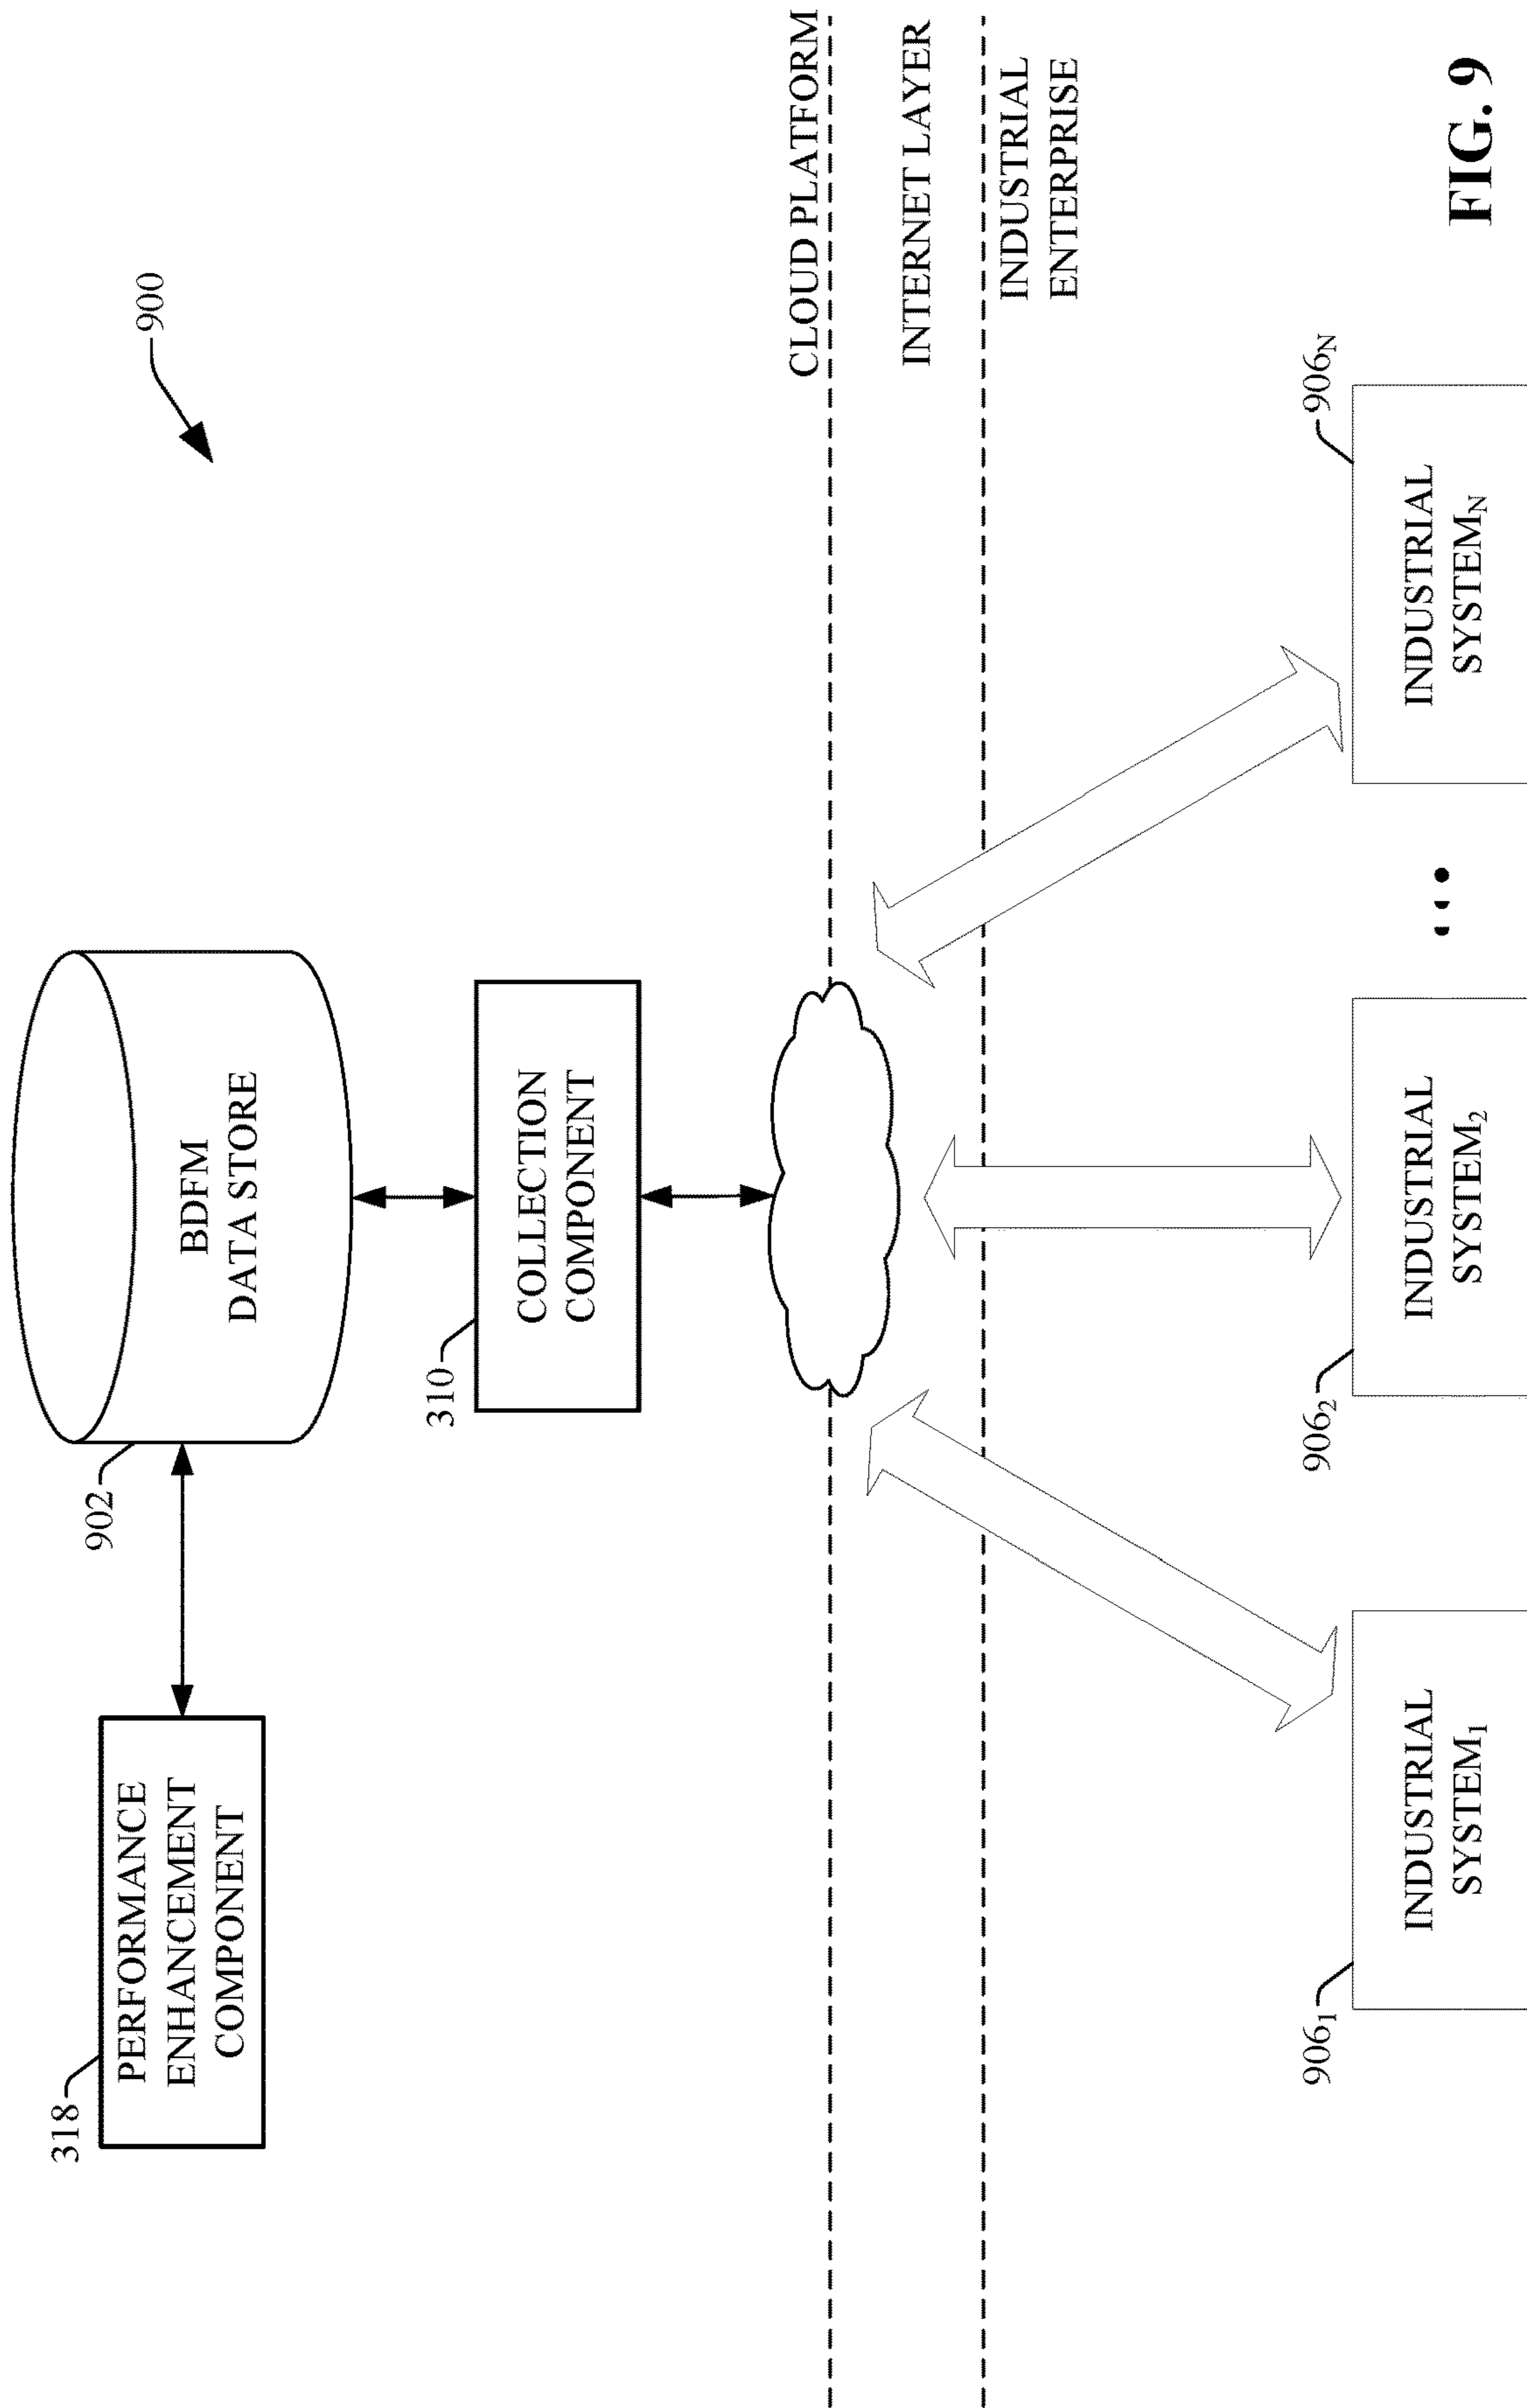 900
318
PERFORMANCE
ENHANCEMENT
COMPONENT
902
BDFM
DATA STORE
310
COLLECTION
COMPONENT
CLOUD PLATFORM
INTERNET LAYER
INDUSTRIAL
ENTERPRISE
906₁
INDUSTRIAL
SYSTEM₁
906₂
INDUSTRIAL
SYSTEM₂
•••
906N
INDUSTRIAL
SYSTEMN
FIG. 9